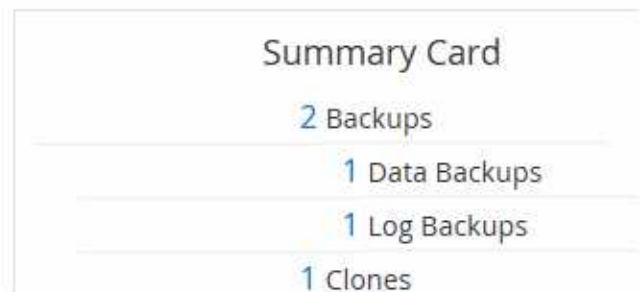 Summary Card
2 Backups
1 Data Backups
1 Log Backups
1 Clones